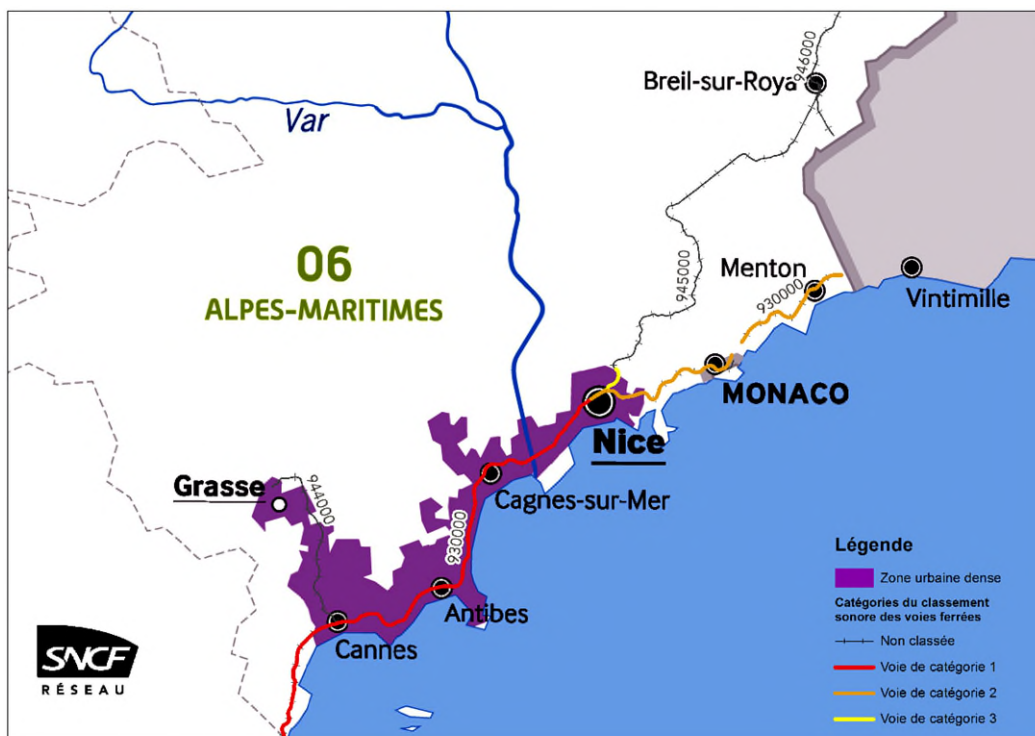 946000
Breil-sur-Roya
Var
06
ALPES-MARITIMES
945000
Menton
930000
Vintimille
MONACO
Nice
Grasse
944000
Cagnes-sur-Mer
930000
Antibes
Cannes
SNCF
RÉSEAU
Légende
Zone urbaine dense
Catégories du classement
sonore des voies ferrées
Non classée
Voie de catégorie 1
Voie de catégorie 2
Voie de catégorie 3